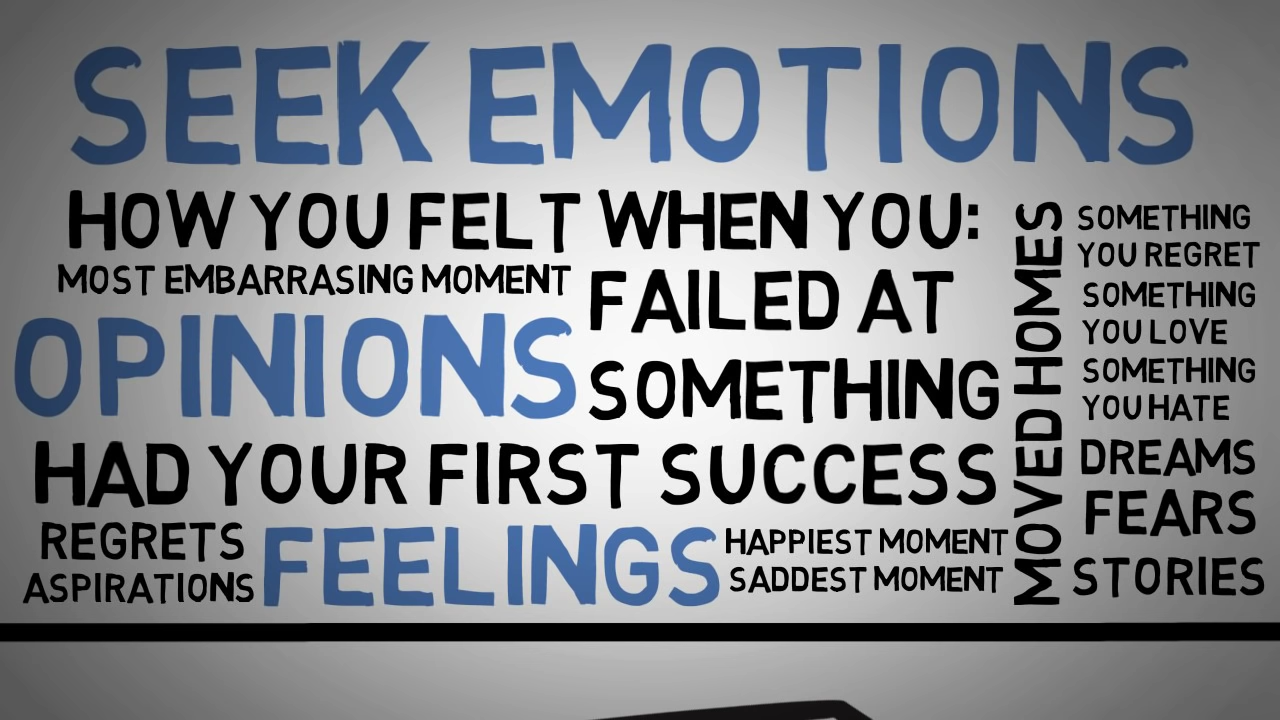 SEEK EMOTIONS
HOW YOU FELT WHEN YOU:
MOST EMBARRASING MOMENT
FAILED AT
OPINIONS
SOMETHING
HAD YOUR FIRST SUCCESS
REGRETS
ASPIRATIONS
FEELINGS
HAPPIEST MOMENT
SADDEST MOMENT
MOVED HOMES
SOMETHING
YOU REGRET
SOMETHING
YOU LOVE
SOMETHING
YOU HATE
DREAMS
FEARS
STORIES